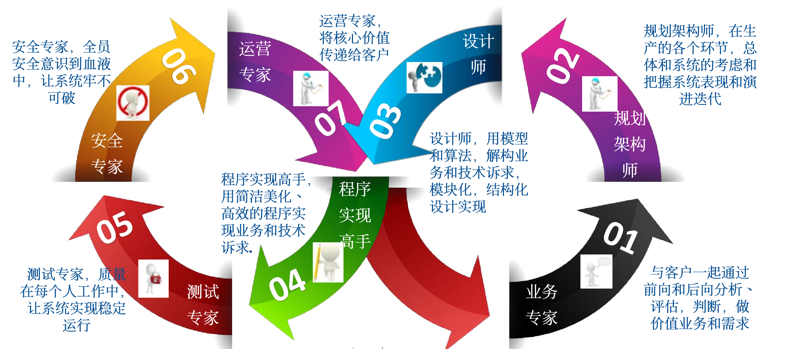 安全专家，全员
安全意识到血液
中，让系统牢不
可破
06
安全
专家
运营
专家
07
运营专家，
将核心价值
传递给客户
设计
师
03
设计师，用模型
和算法，解构业
务和技术诉求，
模块化，结构化
设计实现
规划架构师，在生
产的各个环节，总
体和系统的考虑和
把握系统表现和演
进迭代
02
规划
架构
师
程序实现高手，
用简洁美化、
高效的程序实
现业务和技术
诉求.
程序
实现
高手
04
05
测试专家，质量
在每个人工作中，
让系统实现稳定
运行
测试
专家
01
业务
专家
与客户一起通过
前向和后向分析、
评估，判断，做
价值业务和需求